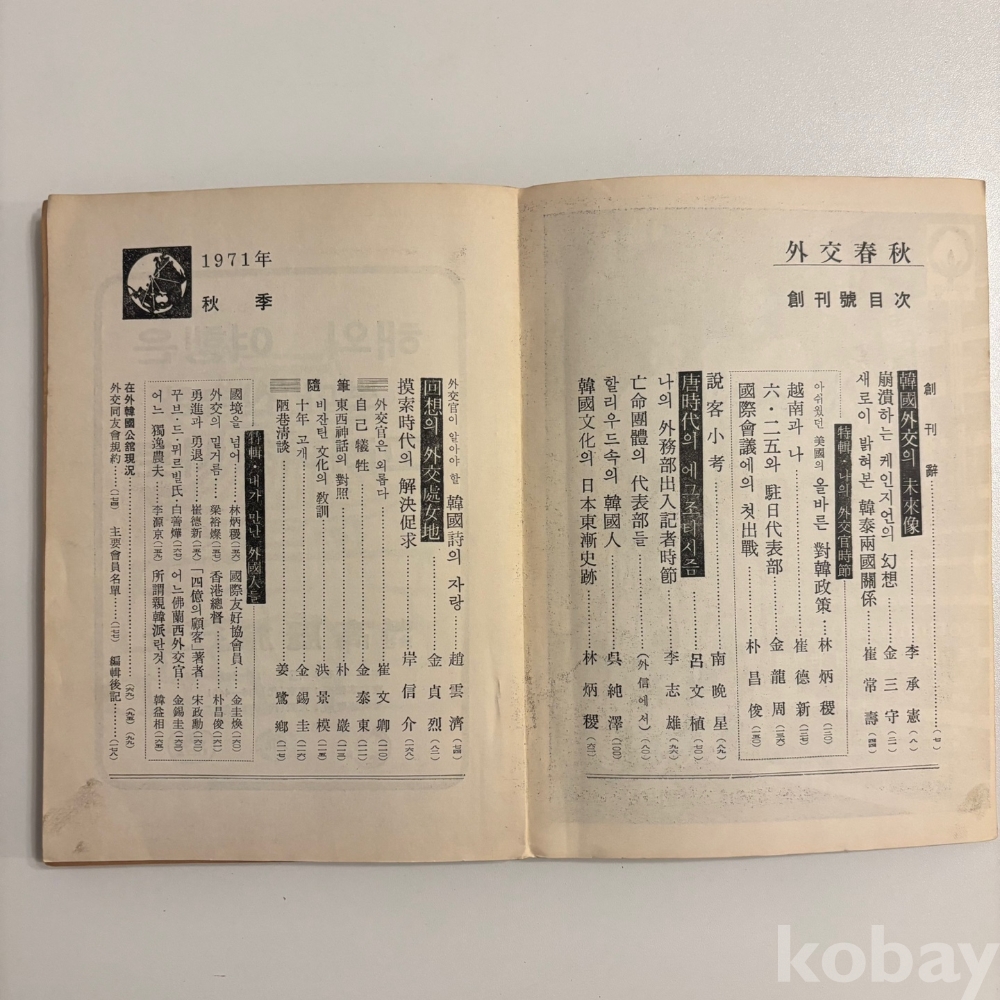 外交春秋
創刊號目次
創刊辭
韓國外交의 未來像 李承憲
崩潰하는 케인지언의 幻想 金三守
새로이 밝혀본 韓泰兩國關係 崔常壽
特輯·나의 外交官時節
아쉬웠던 美國의 올바른 對韓政策 林炳稷
越南과 나 崔德新
六·二五와 駐日代表部 金龍周
國際會議에의 첫出戰 朴昌俊
說客小考 南晩星
唐時代의 에로티시즘 呂文植
나의 外務部出入記者時節 李志雄
亡命團體의 代表部들 (外信에서)
할리우드속의 韓國人 吳純澤
韓國文化의 日本東漸史跡 林炳稷
1971年
秋季
外交官이 알아야 할 韓國詩의 자랑 趙雲濟
回想의 外交處女地 金貞烈
摸索時代의 解決促求 岸信介
隨筆
外交官은 외롭다 崔文卿
自己犧牲 金泰東
東西神話의 對照 朴巖
비잔틴 文化의 敎訓 洪景模
十年 고개 金錫圭
陋巷淸談 姜鷺鄕
特輯·내가 만난 外國人들
國境을 넘어 林炳稷 國際友好協會員 金圭煥
外交의 밑거름 梁裕燦 香港總督 朴昌俊
勇進과 勇退 崔德新 「四億의 顧客」著者 宋政勳
꾸브·드·뮈르빌氏 白善燁 어느 佛蘭西外交官 金錫圭
어느 獨逸農夫 李源京 所謂親韓派란것 韓益相
在外韓國公館現況
外交同友會規約 主要會員名單 編輯後記
kobay